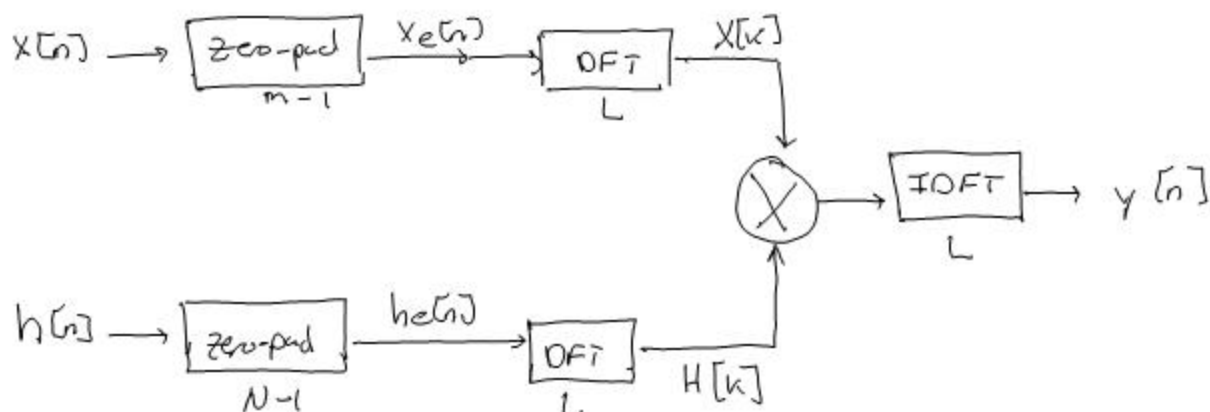 x[n] zero-pad xe[n] DFT X[k]
m-1 L
X IDFT y[n]
L
h[n] zero-pad he[n] DFT H[k]
N-1 L